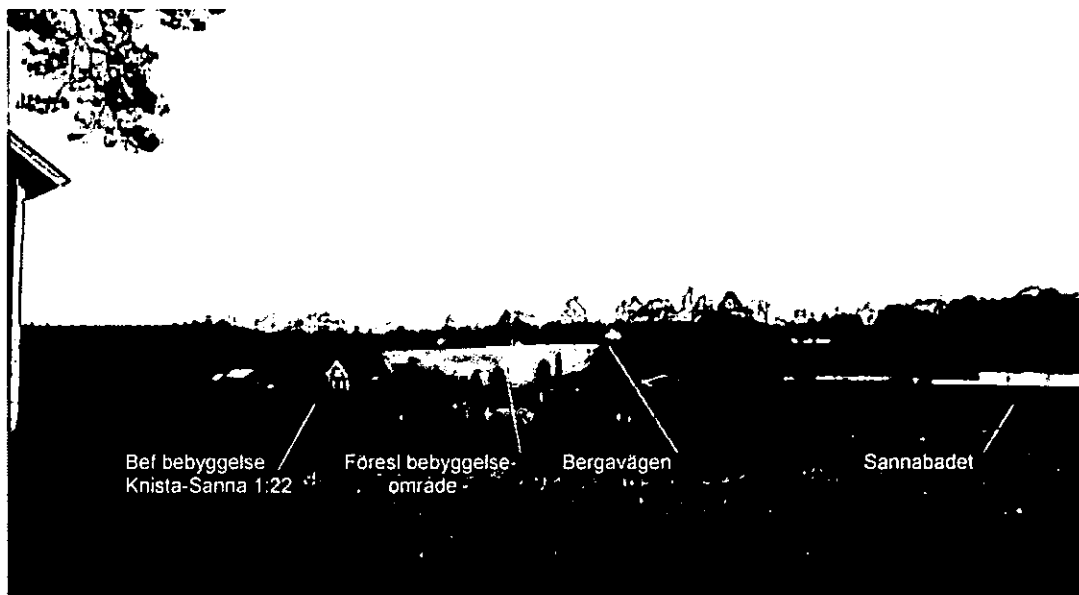 Bef bebyggelse
Knista-Sanna 1:22
Föresl bebyggelse-
område
Bergavägen
Sannabadet